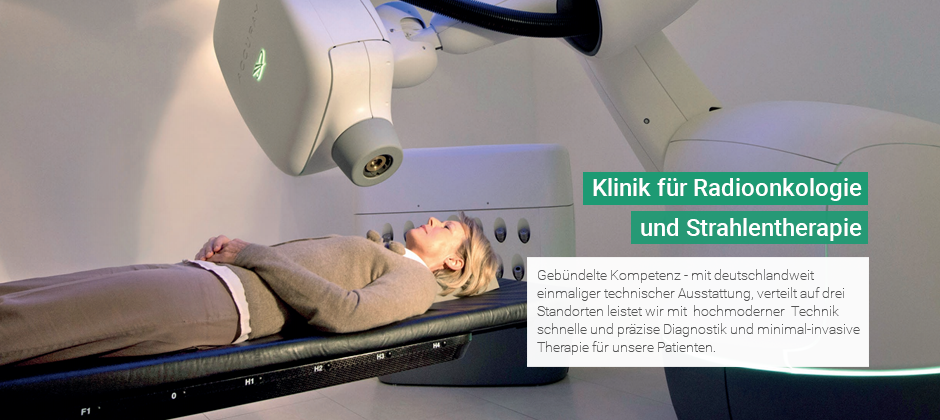 Klinik für Radioonkologie
und Strahlentherapie
Gebündelte Kompetenz - mit deutschlandweit
einmaliger technischer Ausstattung, verteilt auf drei
Standorten leistet wir mit hochmoderner Technik
schnelle und präzise Diagnostik und minimal-invasive
Therapie für unsere Patienten.
F1 0 H1 H2 H3 H4